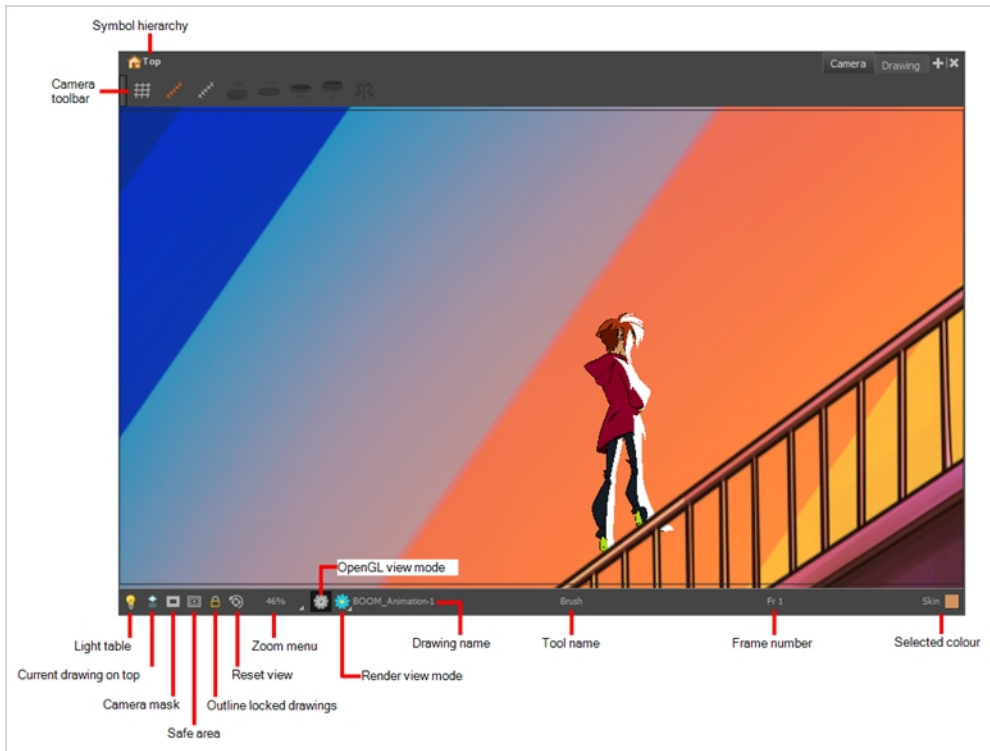 Symbol hierarchy
Top
Camera
Drawing
Camera
toolbar
OpenGL view mode
46%
BOOM_Animation-1
Brush
Fr 1
Skin
Light table
Zoom menu
Drawing name
Tool name
Frame number
Selected colour
Current drawing on top
Reset view
Render view mode
Camera mask
Outline locked drawings
Safe area